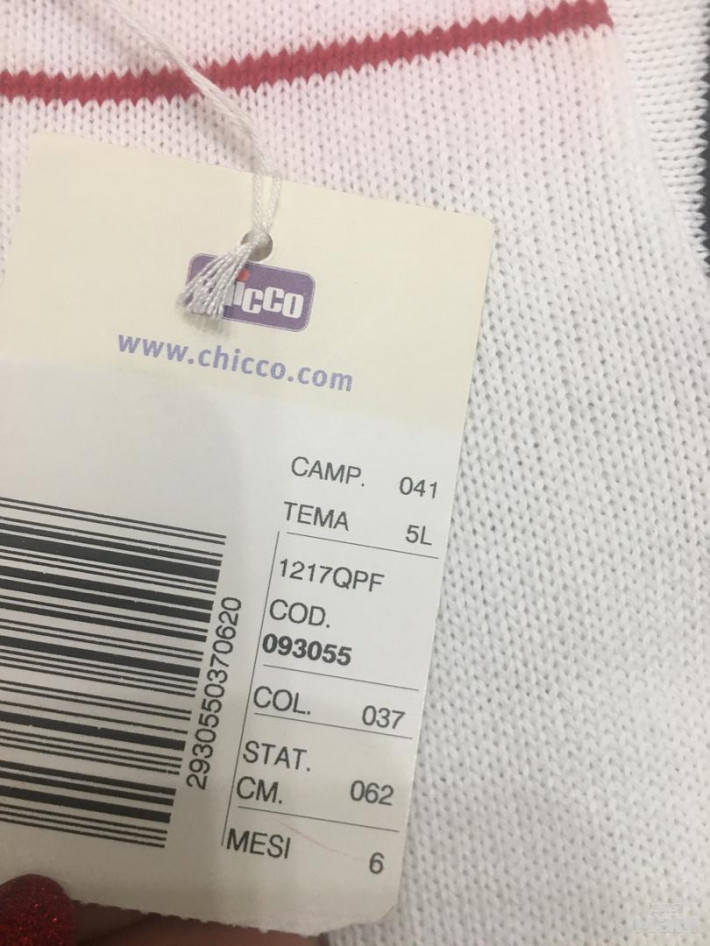 chicco
www.chicco.com
CAMP. 041
TEMA 5L
1217QPF
COD.
093055
COL. 037
STAT.
CM. 062
MESI 6
2930550370620